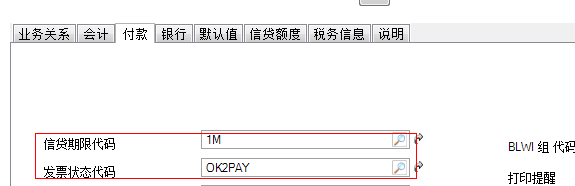 业务关系 会计 付款 银行 默认值 信贷额度 税务信息 说明
信贷期限代码 1M BLWI 组 代码
发票状态代码 OK2PAY
打印提醒